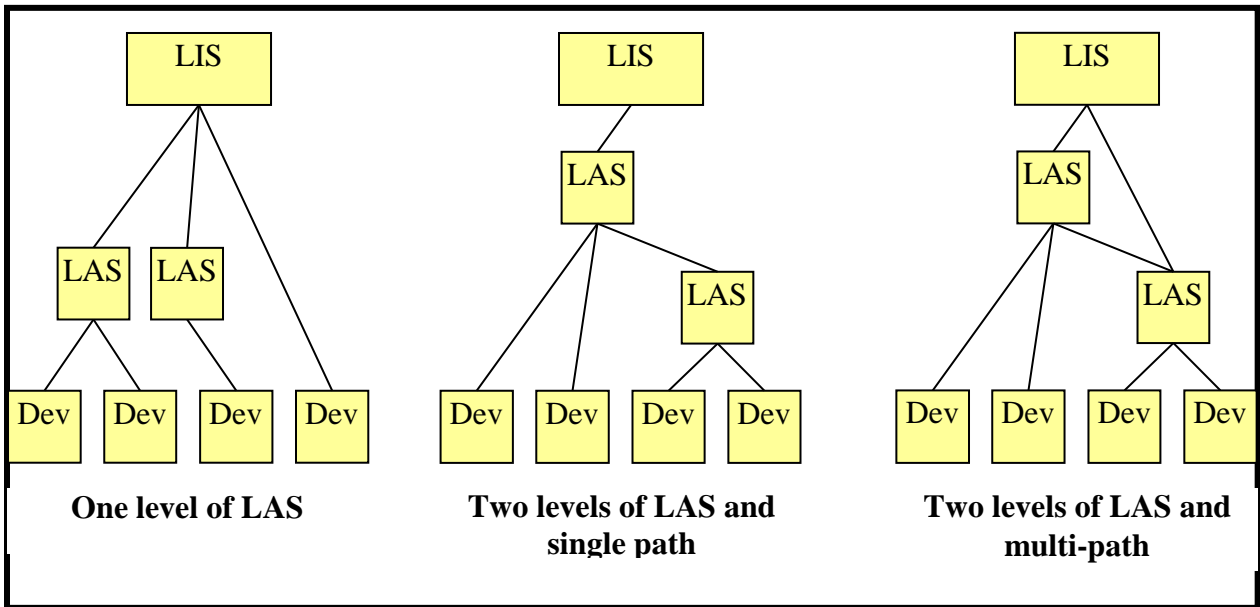 LIS
LAS
LAS
Dev
Dev
Dev
Dev
One level of LAS
LIS
LAS
LAS
Dev
Dev
Dev
Dev
Two levels of LAS and
single path
LIS
LAS
LAS
Dev
Dev
Dev
Dev
Two levels of LAS and
multi-path